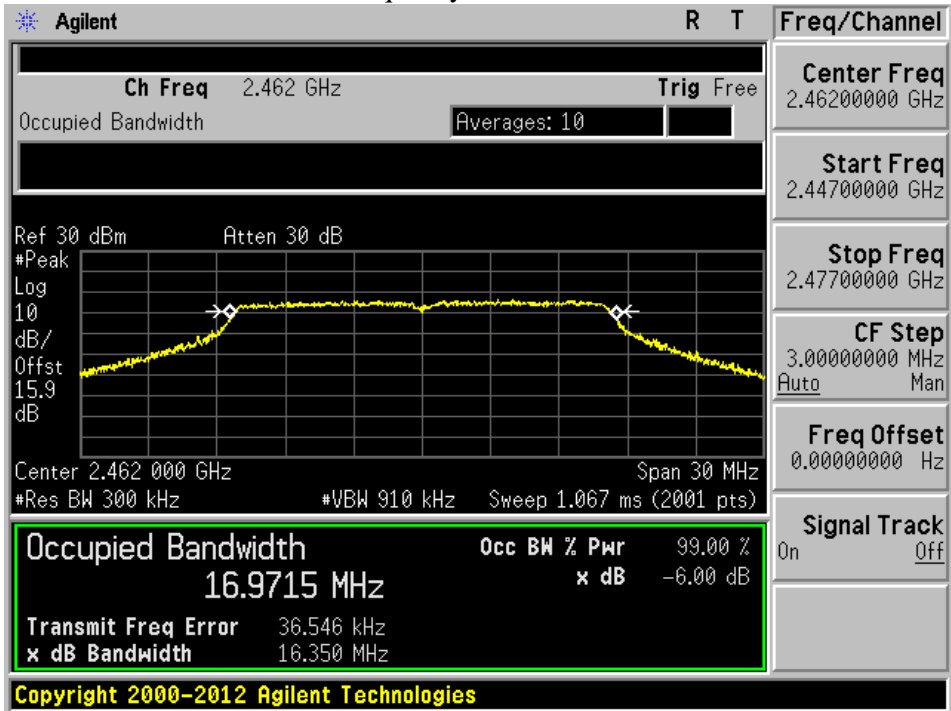 Agilent R T Freq/Channel
Ch Freq 2.462 GHz Trig Free
Occupied Bandwidth Averages: 10
Center Freq
2.46200000 GHz
Start Freq
2.44700000 GHz
Stop Freq
2.47700000 GHz
CF Step
3.00000000 MHz
Auto Man
Freq Offset
0.00000000 Hz
Signal Track
On Off
Ref 30 dBm Atten 30 dB
#Peak
Log
10
dB/
Offst
15.9
dB
Center 2.462 000 GHz Span 30 MHz
#Res BW 300 kHz #VBW 910 kHz Sweep 1.067 ms (2001 pts)
Occupied Bandwidth Occ BW % Pwr 99.00 %
16.9715 MHz x dB -6.00 dB
Transmit Freq Error 36.546 kHz
x dB Bandwidth 16.350 MHz
Copyright 2000-2012 Agilent Technologies